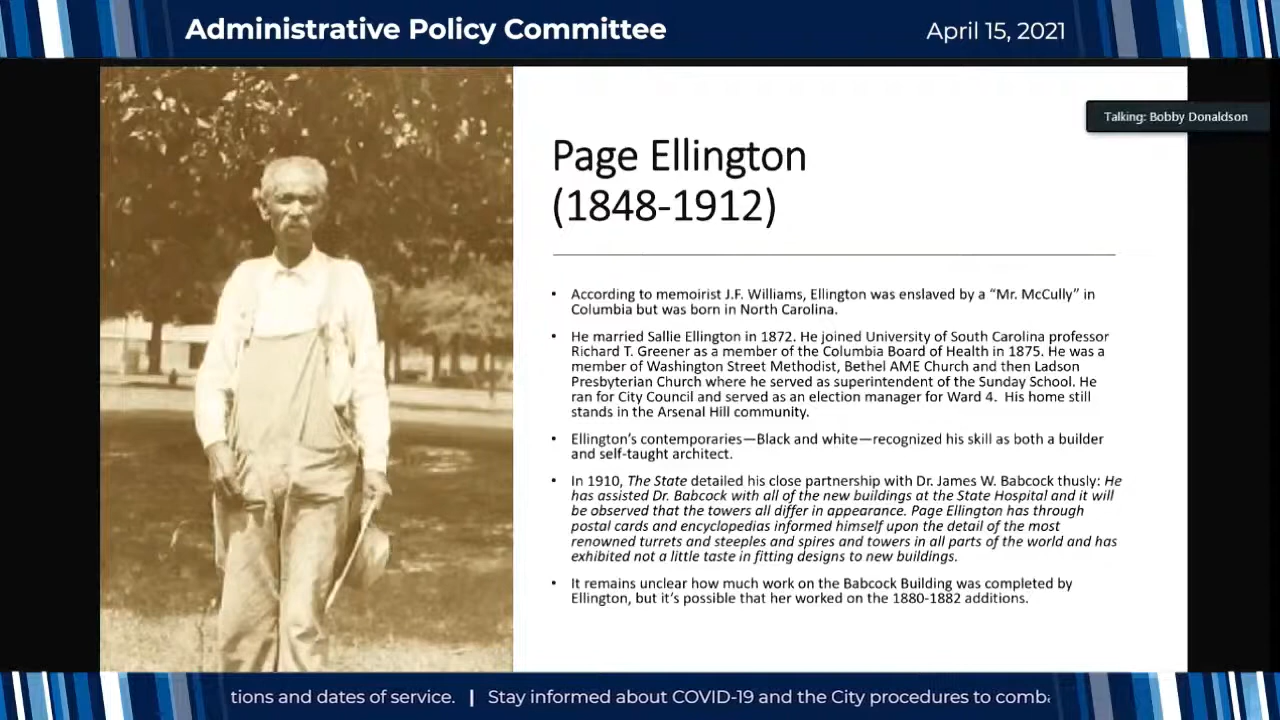 Administrative Policy Committee
April 15, 2021
Talking: Bobby Donaldson
Page Ellington
(1848-1912)
• According to memoirist J.F. Williams, Ellington was enslaved by a “Mr. McCully” in
Columbia but was born in North Carolina.
• He married Sallie Ellington in 1872. He joined University of South Carolina professor
Richard T. Greener as a member of the Columbia Board of Health in 1875. He was a
member of Washington Street Methodist, Bethel AME Church and then Ladson
Presbyterian Church where he served as superintendent of the Sunday School. He
ran for City Council and served as an election manager for Ward 4. His home still
stands in the Arsenal Hill community.
• Ellington’s contemporaries—Black and white—recognized his skill as both a builder
and self-taught architect.
• In 1910, The State detailed his close partnership with Dr. James W. Babcock thusly: He
has assisted Dr. Babcock with all of the new buildings at the State Hospital and it will
be observed that the towers all differ in appearance. Page Ellington has through
postal cards and encyclopedias informed himself upon the detail of the most
renowned turrets and steeples and spires and towers in all parts of the world and has
exhibited not a little taste in fitting designs to new buildings.
• It remains unclear how much work on the Babcock Building was completed by
Ellington, but it’s possible that her worked on the 1880-1882 additions.
tions and dates of service. | Stay informed about COVID-19 and the City procedures to comba